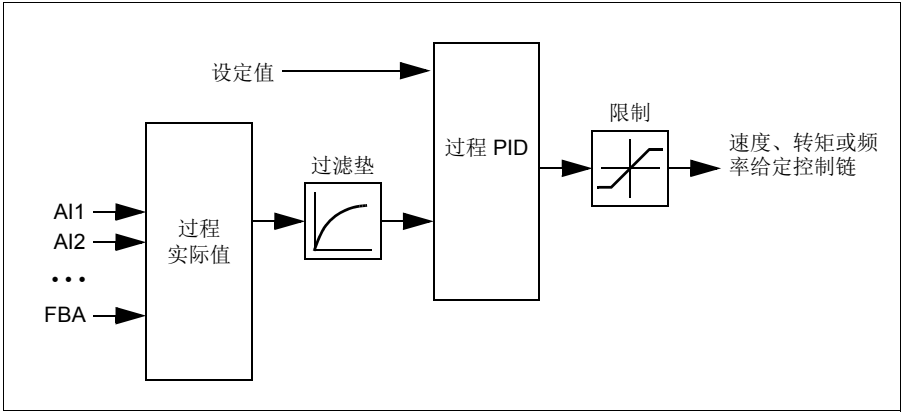 设定值
过程 PID
限制
速度、转矩或频
率给定控制链
过滤垫
AI1
AI2
•••
FBA
过程
实际值